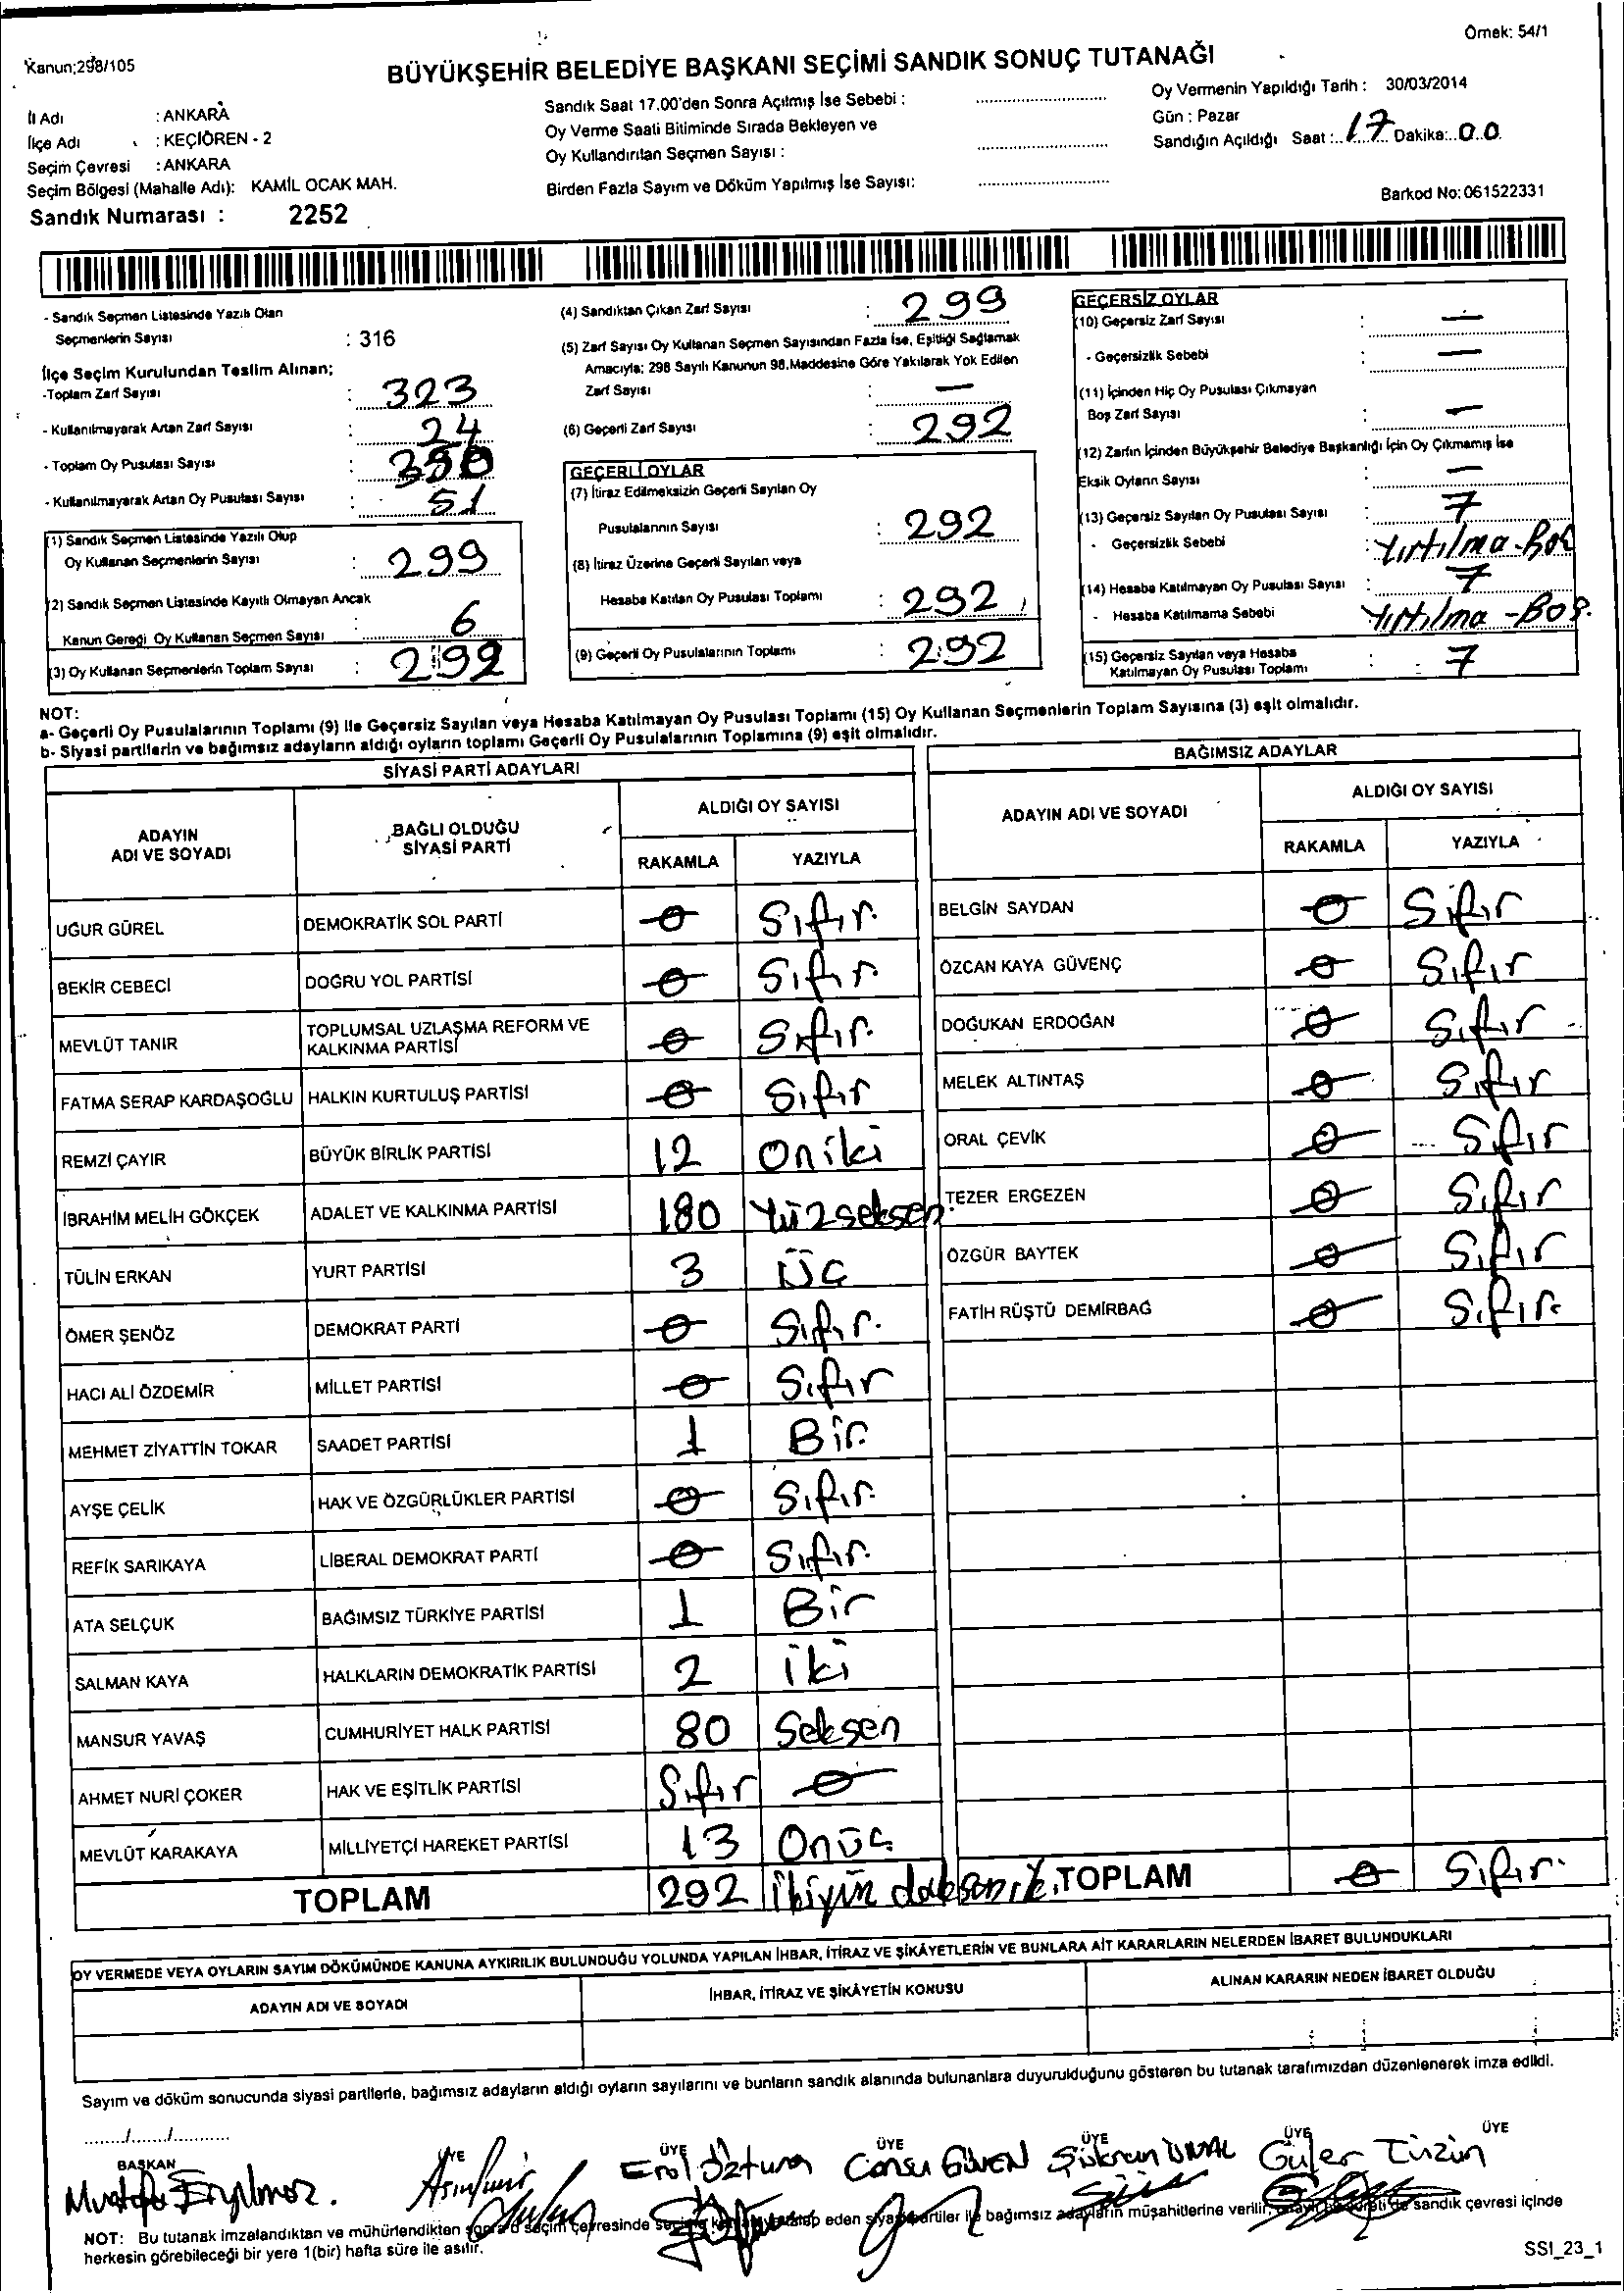 Örnek: 54/1
Kanun;298/105
BÜYÜKŞEHİR BELEDİYE BAŞKANI SEÇİMİ SANDIK SONUÇ TUTANAĞI
İl Adı : ANKARA
İlçe Adı : KEÇİÖREN - 2
Seçim Çevresi : ANKARA
Seçim Bölgesi (Mahalle Adı): KAMİL OCAK MAH.
Sandık Numarası : 2252
Sandık Saat 17.00'den Sonra Açılmış İse Sebebi :
Oy Verme Saati Bitiminde Sırada Bekleyen ve
Oy Kullandırılan Seçmen Sayısı :
Birden Fazla Sayım ve Döküm Yapılmış İse Sayısı:
Oy Vermenin Yapıldığı Tarih : 30/03/2014
Gün : Pazar
Sandığın Açıldığı Saat : 17 Dakika: 00
Barkod No: 061522331
- Sandık Seçmen Listesinde Yazılı Olan
Seçmenlerin Sayısı : 316
İlçe Seçim Kurulundan Teslim Alınan;
-Toplam Zarf Sayısı : 323
- Kullanılmayarak Artan Zarf Sayısı : 24
- Toplam Oy Pusulası Sayısı :
- Kullanılmayarak Artan Oy Pusulası Sayısı : 51
(1) Sandık Seçmen Listesinde Yazılı Olup
Oy Kullanan Seçmenlerin Sayısı : 299
(2) Sandık Seçmen Listesinde Kayıtlı Olmayan Ancak
Kanun Gereği Oy Kullanan Seçmen Sayısı : 6
(3) Oy Kullanan Seçmenlerin Toplam Sayısı : 299
(4) Sandıktan Çıkan Zarf Sayısı : 299
(5) Zarf Sayısı Oy Kullanan Seçmen Sayısından Fazla İse, Eşitliği Sağlamak
Amacıyla; 298 Sayılı Kanunun 98.Maddesine Göre Yakılarak Yok Edilen
Zarf Sayısı : —
(6) Geçerli Zarf Sayısı : 292
GEÇERLİ OYLAR
(7) İtiraz Edilmeksizin Geçerli Sayılan Oy
Pusulalarının Sayısı : 292
(8) İtiraz Üzerine Geçerli Sayılan veya
Hesaba Katılan Oy Pusulası Toplamı : 292
(9) Geçerli Oy Pusulalarının Toplamı : 292
GEÇERSİZ OYLAR
(10) Geçersiz Zarf Sayısı : —
- Geçersizlik Sebebi : —
(11) İçinden Hiç Oy Pusulası Çıkmayan
Boş Zarf Sayısı : —
(12) Zarfın İçinden Büyükşehir Belediye Başkanlığı İçin Oy Çıkmamış İse
Eksik Oyların Sayısı : —
(13) Geçersiz Sayılan Oy Pusulası Sayısı : 7
- Geçersizlik Sebebi : Yırtılma-Boş
(14) Hesaba Katılmayan Oy Pusulası Sayısı : 7
- Hesaba Katılmama Sebebi Yırtılma -Boş.
(15) Geçersiz Sayılan veya Hesaba
Katılmayan Oy Pusulası Toplamı : 7
NOT:
a- Geçerli Oy Pusulalarının Toplamı (9) ile Geçersiz Sayılan veya Hesaba Katılmayan Oy Pusulası Toplamı (15) Oy Kullanan Seçmenlerin Toplam Sayısına (3) eşit olmalıdır.
b- Siyasi partilerin ve bağımsız adayların aldığı oyların toplamı Geçerli Oy Pusulalarının Toplamına (9) eşit olmalıdır.
SİYASİ PARTİ ADAYLARI
ADAYIN ADI VE SOYADI BAĞLI OLDUĞU SİYASİ PARTİ ALDIĞI OY SAYISI
RAKAMLA YAZIYLA
UĞUR GÜREL DEMOKRATİK SOL PARTİ 0 Sıfır.
BEKİR CEBECİ DOĞRU YOL PARTİSİ 0 Sıfır.
MEVLÜT TANIR TOPLUMSAL UZLAŞMA REFORM VE KALKINMA PARTİSİ 0 Sıfır.
FATMA SERAP KARDAŞOĞLU HALKIN KURTULUŞ PARTİSİ 0 Sıfır
REMZİ ÇAYIR BÜYÜK BİRLİK PARTİSİ 12 Oniki
İBRAHİM MELİH GÖKÇEK ADALET VE KALKINMA PARTİSİ 180 Yüzseksen.
TÜLİN ERKAN YURT PARTİSİ 3 Üç
ÖMER ŞENÖZ DEMOKRAT PARTİ 0 Sıfır.
HACI ALİ ÖZDEMİR MİLLET PARTİSİ 0 Sıfır
MEHMET ZİYATTİN TOKAR SAADET PARTİSİ 1 Bir.
AYŞE ÇELİK HAK VE ÖZGÜRLÜKLER PARTİSİ 0 Sıfır.
REFİK SARIKAYA LİBERAL DEMOKRAT PARTİ 0 Sıfır.
ATA SELÇUK BAĞIMSIZ TÜRKİYE PARTİSİ 1 Bir
SALMAN KAYA HALKLARIN DEMOKRATİK PARTİSİ 2 iki
MANSUR YAVAŞ CUMHURİYET HALK PARTİSİ 80 Seksen
AHMET NURİ ÇOKER HAK VE EŞİTLİK PARTİSİ Sıfır 0
MEVLÜT KARAKAYA MİLLİYETÇİ HAREKET PARTİSİ 13 Onüç
TOPLAM 292
BAĞIMSIZ ADAYLAR
ADAYIN ADI VE SOYADI ALDIĞI OY SAYISI
RAKAMLA YAZIYLA
BELGİN SAYDAN 0 Sıfır
ÖZCAN KAYA GÜVENÇ 0 Sıfır
DOĞUKAN ERDOĞAN 0 Sıfır
MELEK ALTINTAŞ 0 Sıfır
ORAL ÇEVİK 0 Sıfır
TEZER ERGEZEN 0 Sıfır
ÖZGÜR BAYTEK 0 Sıfır
FATİH RÜŞTÜ DEMİRBAĞ 0 Sıfır.
TOPLAM 0 Sıfır.
OY VERMEDE VEYA OYLARIN SAYIM DÖKÜMÜNDE KANUNA AYKIRILIK BULUNDUĞU YOLUNDA YAPILAN İHBAR, İTİRAZ VE ŞİKÂYETLERİN VE BUNLARA AİT KARARLARIN NELERDEN İBARET BULUNDUKLARI
ADAYIN ADI VE SOYADI İHBAR, İTİRAZ VE ŞİKÂYETİN KONUSU ALINAN KARARIN NEDEN İBARET OLDUĞU
Sayım ve döküm sonucunda siyasi partilerle, bağımsız adayların aldığı oyların sayılarını ve bunların sandık alanında bulunanlara duyurulduğunu gösteren bu tutanak tarafımızdan düzenlenerek imza edildi.
....../....../............
BAŞKAN ÜYE ÜYE ÜYE ÜYE ÜYE ÜYE
Mustafa Eryılmaz. Erol Öztuna Cansu GÜVEN Şükran ÜNAL Güler
NOT: Bu tutanak imzalandıktan ve mühürlendikten sonra o seçim çevresinde talep eden siyasi partiler ile bağımsız adayların müşahitlerine verilir, sandık çevresi içinde
herkesin görebileceği bir yere 1(bir) hafta süre ile asılır.
SSI_23_1